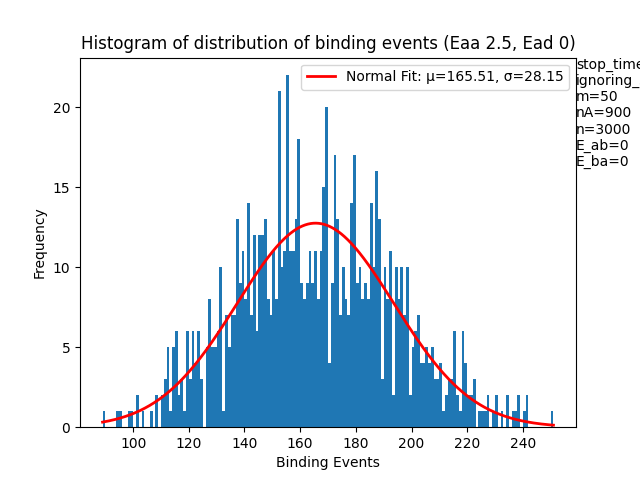 Histogram of distribution of binding events (Eaa 2.5, Ead 0)
Normal Fit: μ=165.51, σ=28.15
stop_time
ignoring_
m=50
nA=900
n=3000
E_ab=0
E_ba=0
Frequency
20
15
10
5
0
100 120 140 160 180 200 220 240
Binding Events